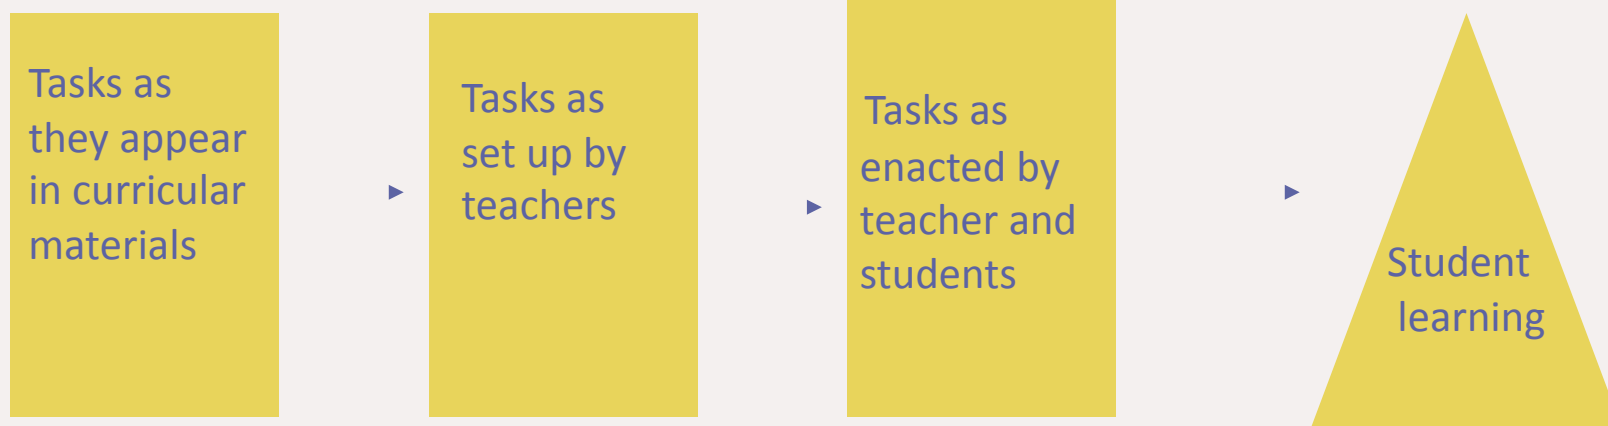 Tasks as
they appear
in curricular
materials
Tasks as
set up by
teachers
Tasks as
enacted by
teacher and
students
Student
learning